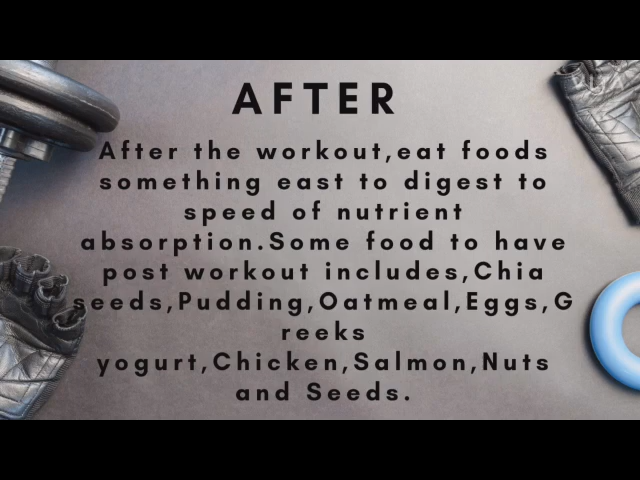 AFTER
After the workout,eat foods
something east to digest to
speed of nutrient
absorption.Some food to have
post workout includes,Chia
seeds,Pudding,Oatmeal,Eggs,G
reeks
yogurt,Chicken,Salmon,Nuts
and Seeds.